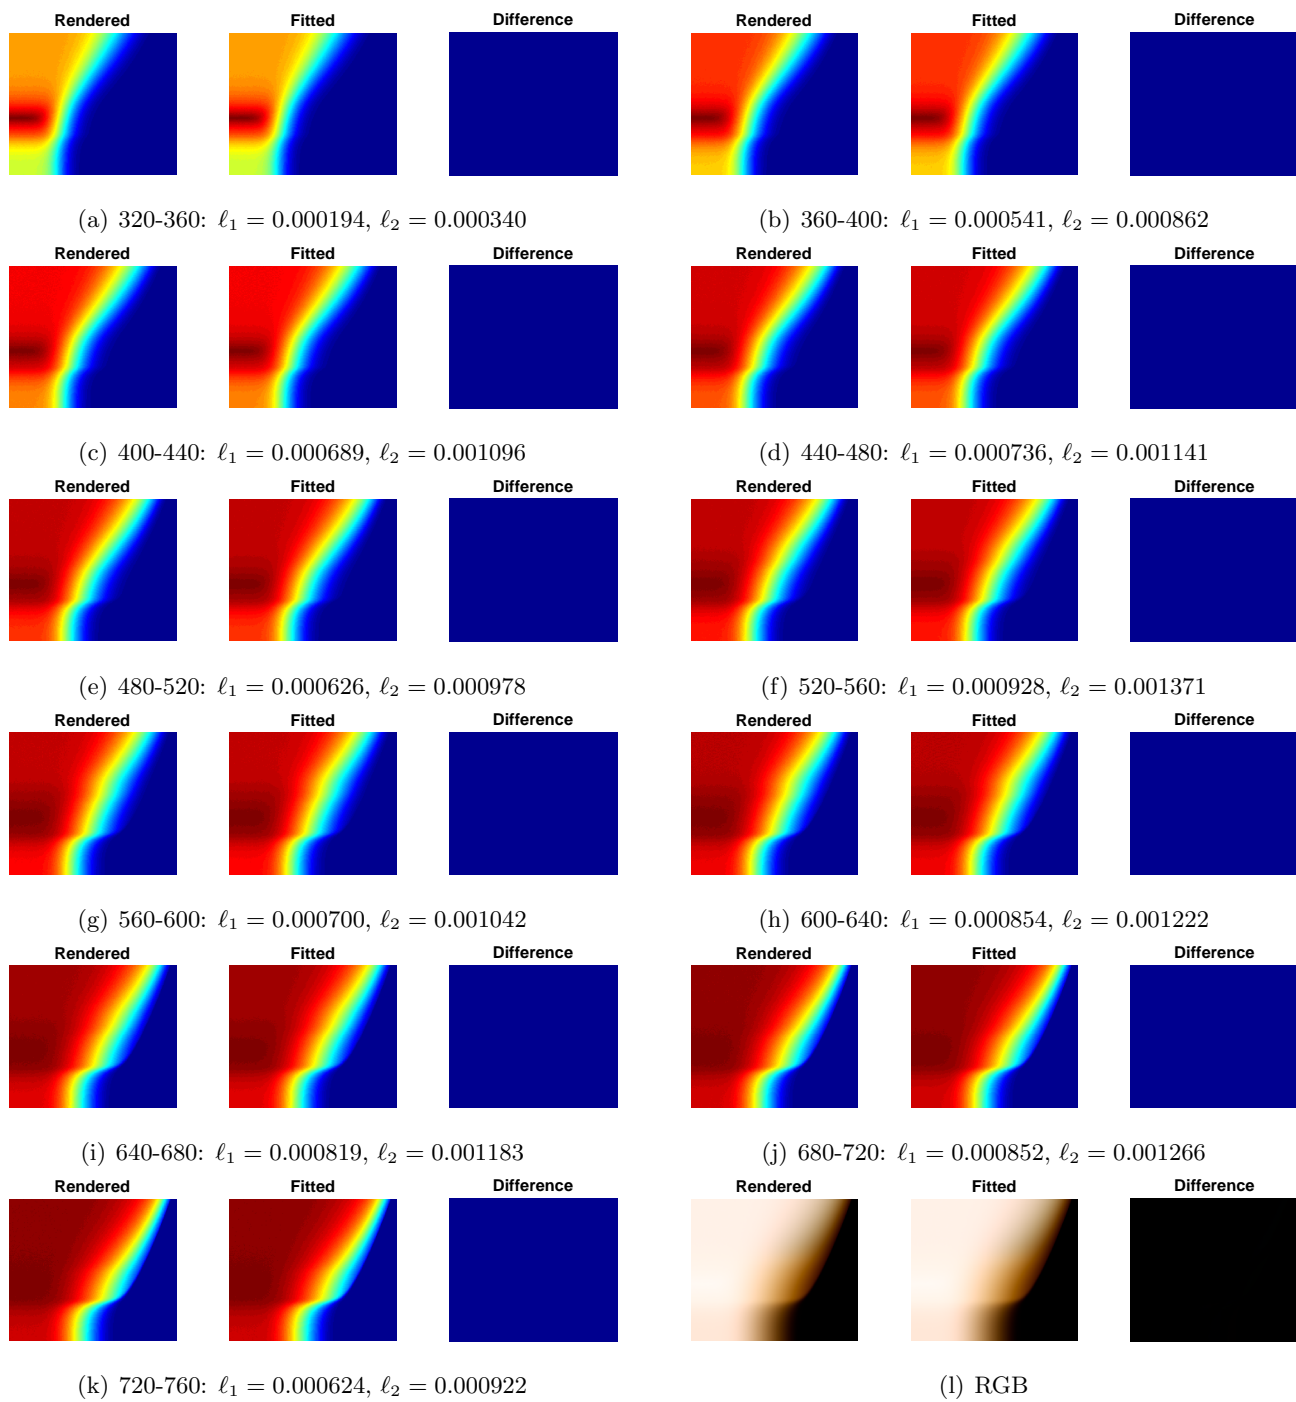 Rendered Fitted Difference Rendered Fitted Difference
(a) 320-360: ℓ₁ = 0.000194, ℓ₂ = 0.000340 (b) 360-400: ℓ₁ = 0.000541, ℓ₂ = 0.000862
Rendered Fitted Difference Rendered Fitted Difference
(c) 400-440: ℓ₁ = 0.000689, ℓ₂ = 0.001096 (d) 440-480: ℓ₁ = 0.000736, ℓ₂ = 0.001141
Rendered Fitted Difference Rendered Fitted Difference
(e) 480-520: ℓ₁ = 0.000626, ℓ₂ = 0.000978 (f) 520-560: ℓ₁ = 0.000928, ℓ₂ = 0.001371
Rendered Fitted Difference Rendered Fitted Difference
(g) 560-600: ℓ₁ = 0.000700, ℓ₂ = 0.001042 (h) 600-640: ℓ₁ = 0.000854, ℓ₂ = 0.001222
Rendered Fitted Difference Rendered Fitted Difference
(i) 640-680: ℓ₁ = 0.000819, ℓ₂ = 0.001183 (j) 680-720: ℓ₁ = 0.000852, ℓ₂ = 0.001266
Rendered Fitted Difference Rendered Fitted Difference
(k) 720-760: ℓ₁ = 0.000624, ℓ₂ = 0.000922 (l) RGB